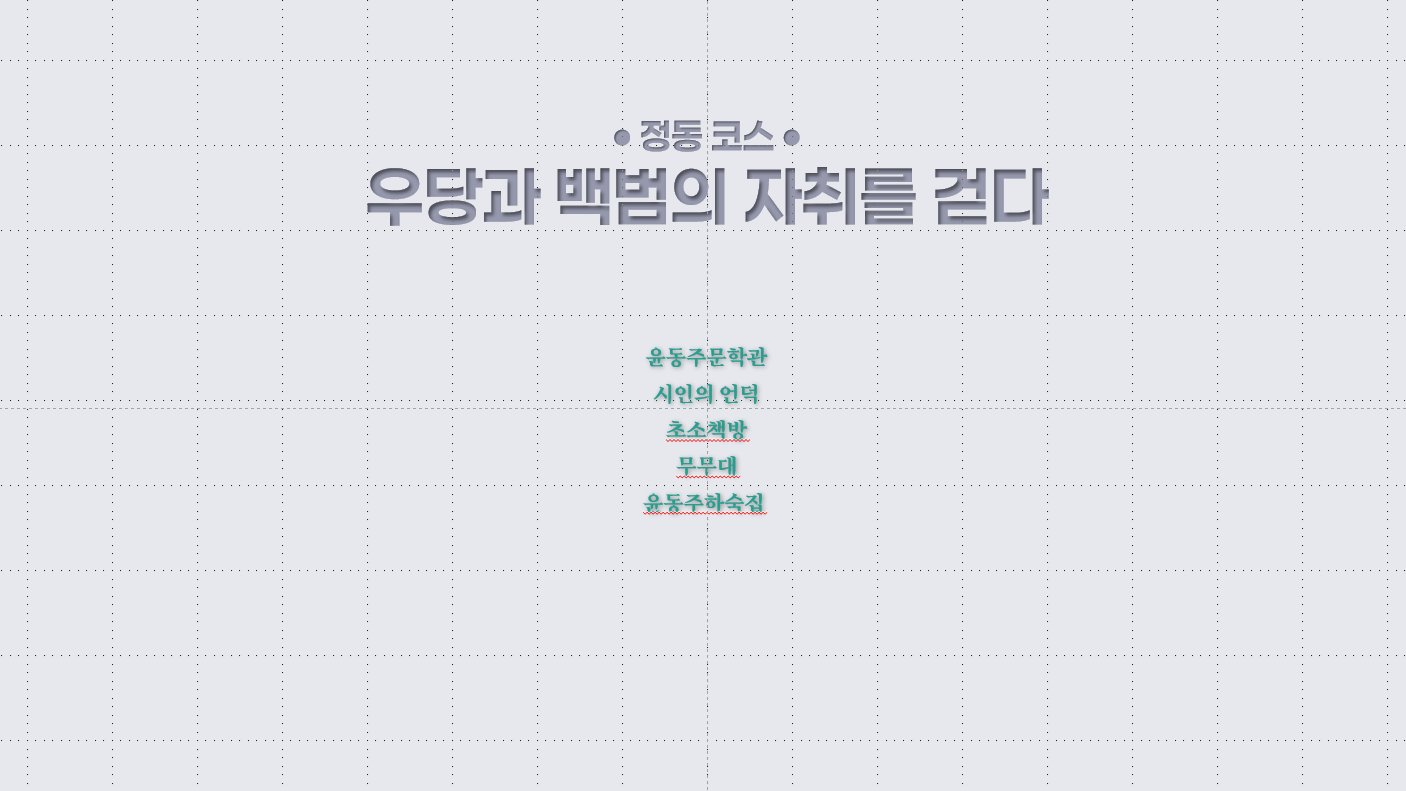 • 정동 코스 •
우당과 백범의 자취를 걷다
윤동주문학관
시인의 언덕
초소책방
무무대
윤동주하숙집